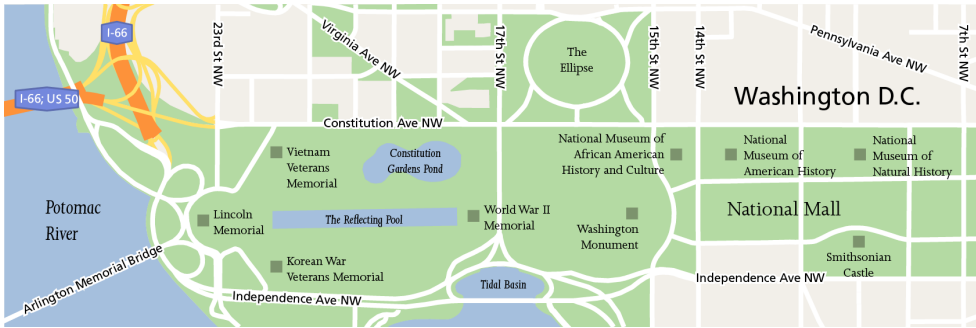 I-66
I-66; US 50
23rd St NW
Virginia Ave NW
17th St NW
The
Ellipse
15th St NW
14th St NW
Pennsylvania Ave NW
7th St NW
Washington D.C.
Constitution Ave NW
Vietnam
Veterans
Memorial
Constitution
Gardens Pond
National Museum of
African American
History and Culture
National
Museum of
American History
National
Museum of
Natural History
Potomac
River
Lincoln
Memorial
The Reflecting Pool
World War II
Memorial
Washington
Monument
National Mall
Arlington Memorial Bridge
Korean War
Veterans Memorial
Independence Ave NW
Tidal Basin
Independence Ave NW
Smithsonian
Castle